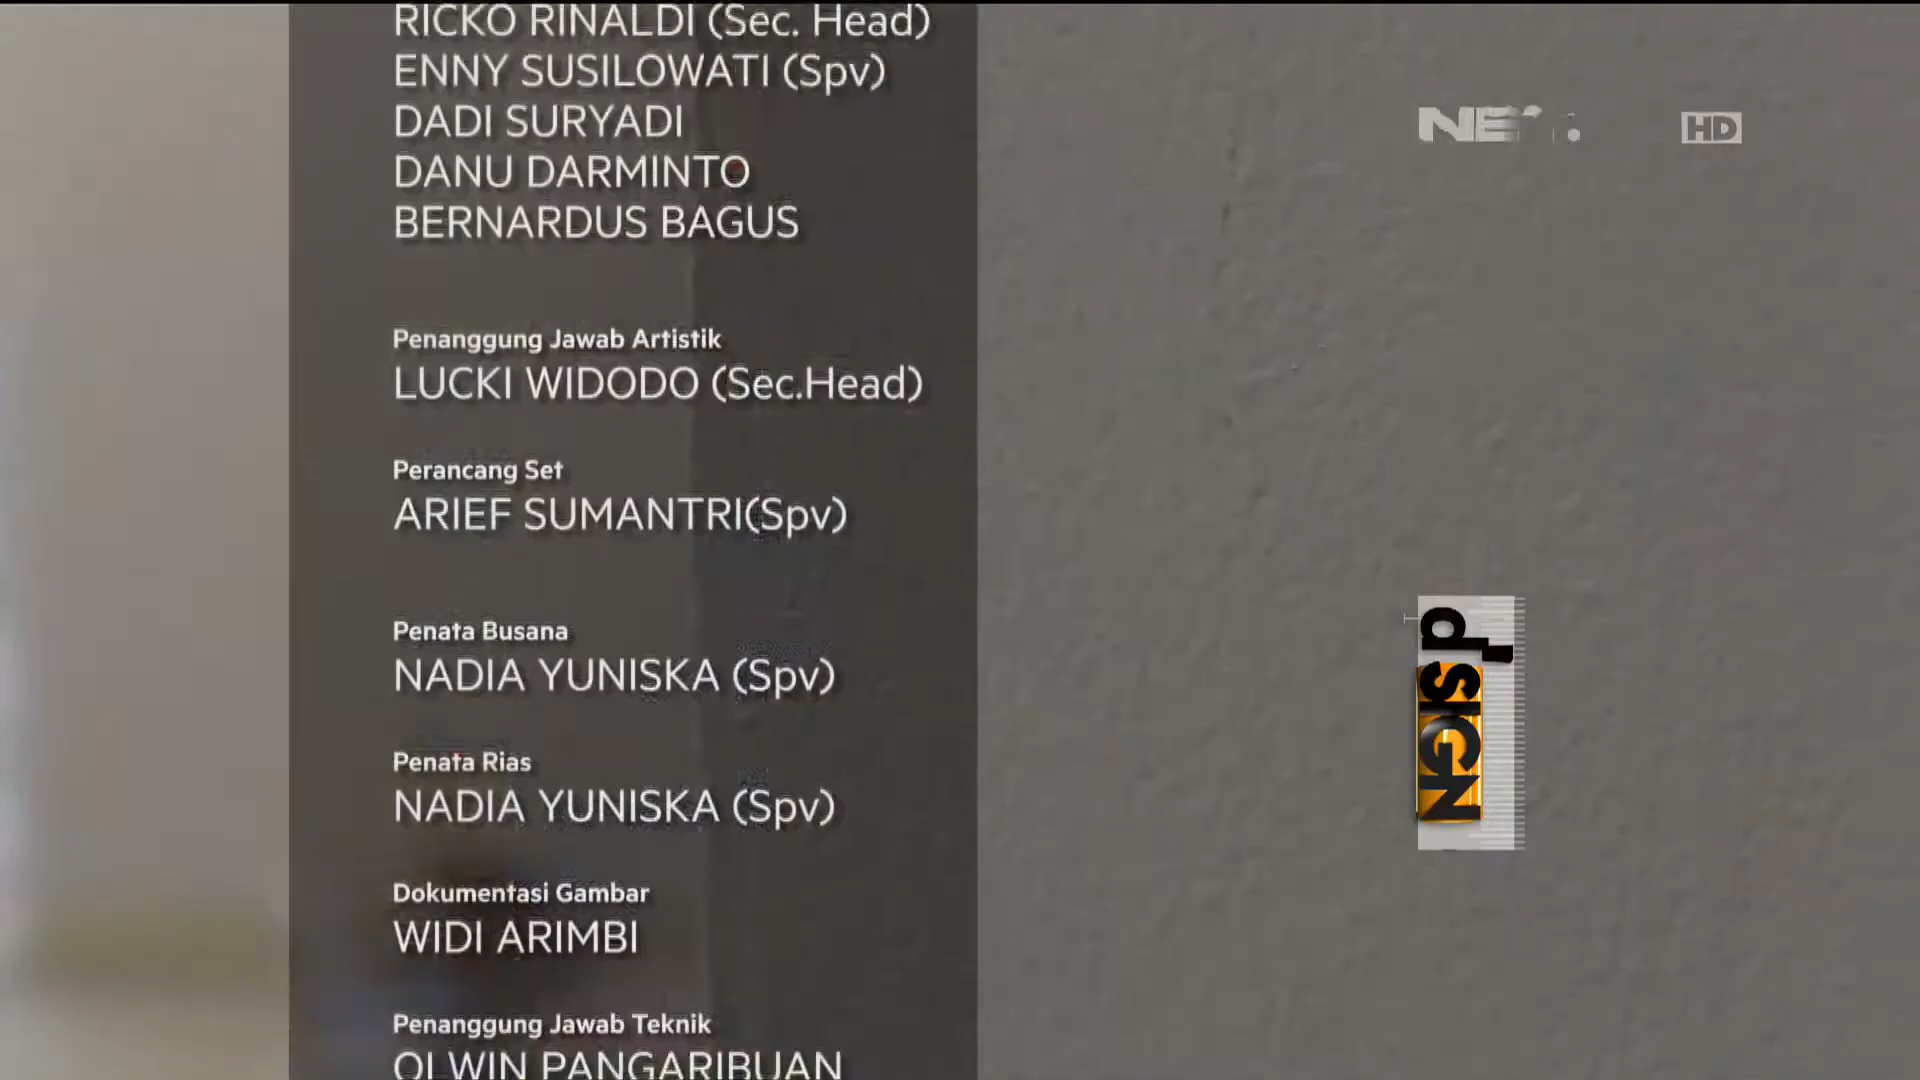 RICKO RINALDI (Sec. Head)
ENNY SUSILOWATI (Spv)
DADI SURYADI
DANU DARMINTO
BERNARDUS BAGUS
Penanggung Jawab Artistik
LUCKI WIDODO (Sec.Head)
Perancang Set
ARIEF SUMANTRI(Spv)
Penata Busana
NADIA YUNISKA (Spv)
Penata Rias
NADIA YUNISKA (Spv)
Dokumentasi Gambar
WIDI ARIMBI
Penanggung Jawab Teknik
OLWIN PANGARIBUAN
HD